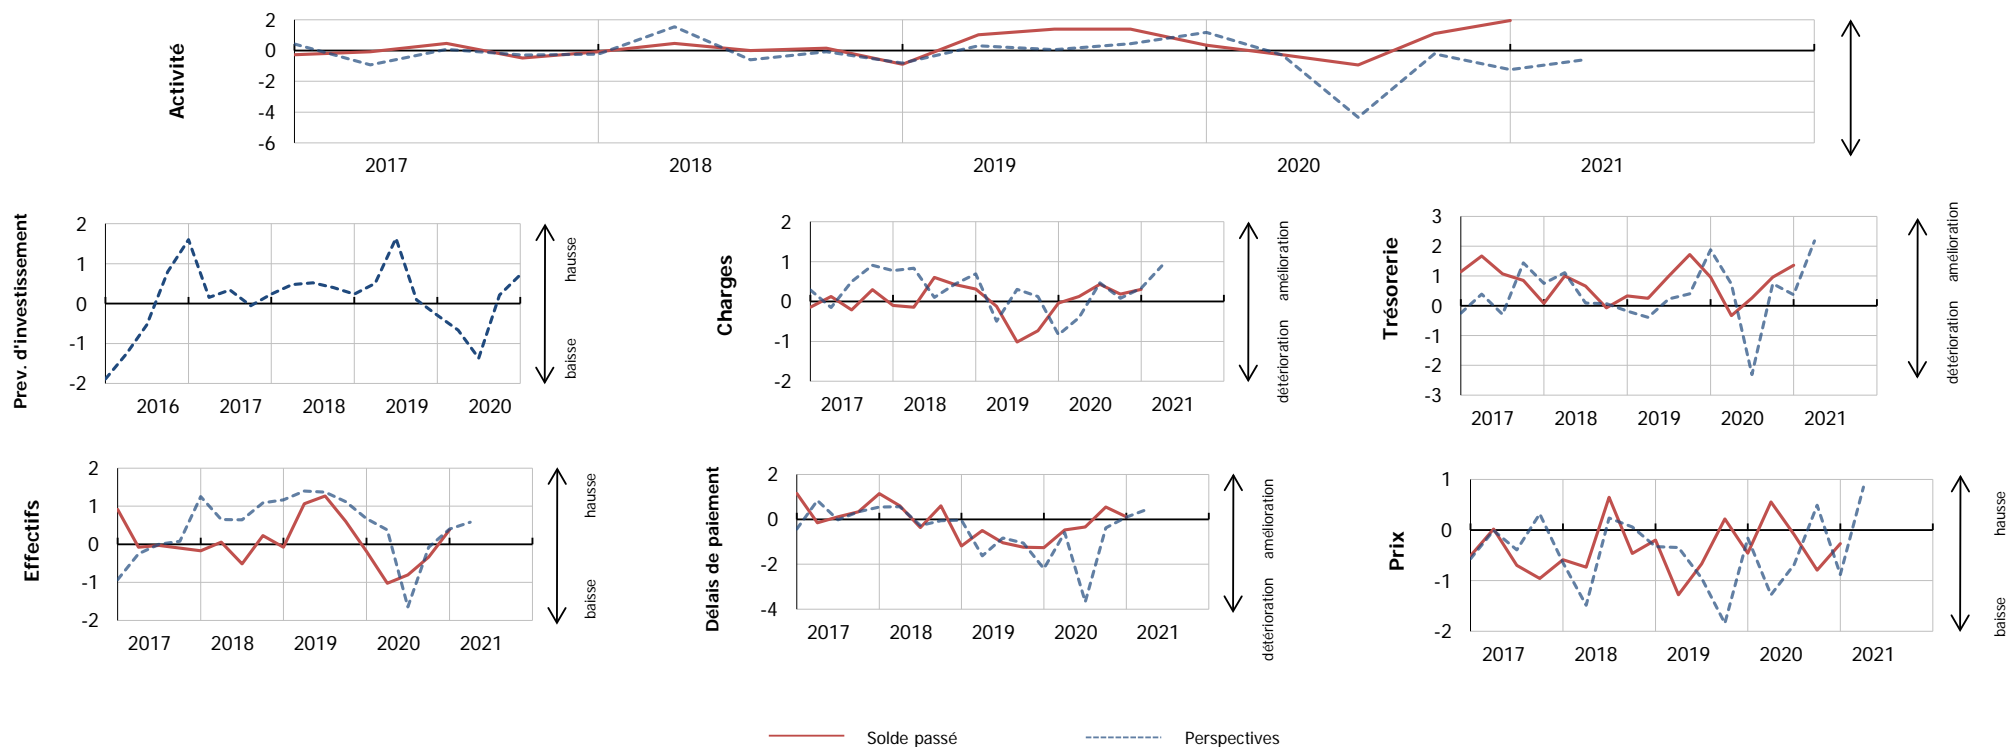 Activité
2
0
-2
-4
-6
2017 2018 2019 2020 2021
Prev. d'investissement
2
1
0
-1
-2
2016 2017 2018 2019 2020
hausse
baisse
Charges
2
1
0
-1
-2
2017 2018 2019 2020 2021
amélioration
détérioration
Trésorerie
3
2
1
0
-1
-2
-3
2017 2018 2019 2020 2021
amélioration
détérioration
Effectifs
2
1
0
-1
-2
2017 2018 2019 2020 2021
hausse
baisse
Délais de paiement
2
0
-2
-4
2017 2018 2019 2020 2021
amélioration
détérioration
Prix
1
0
-1
-2
2017 2018 2019 2020 2021
hausse
baisse
Solde passé Perspectives